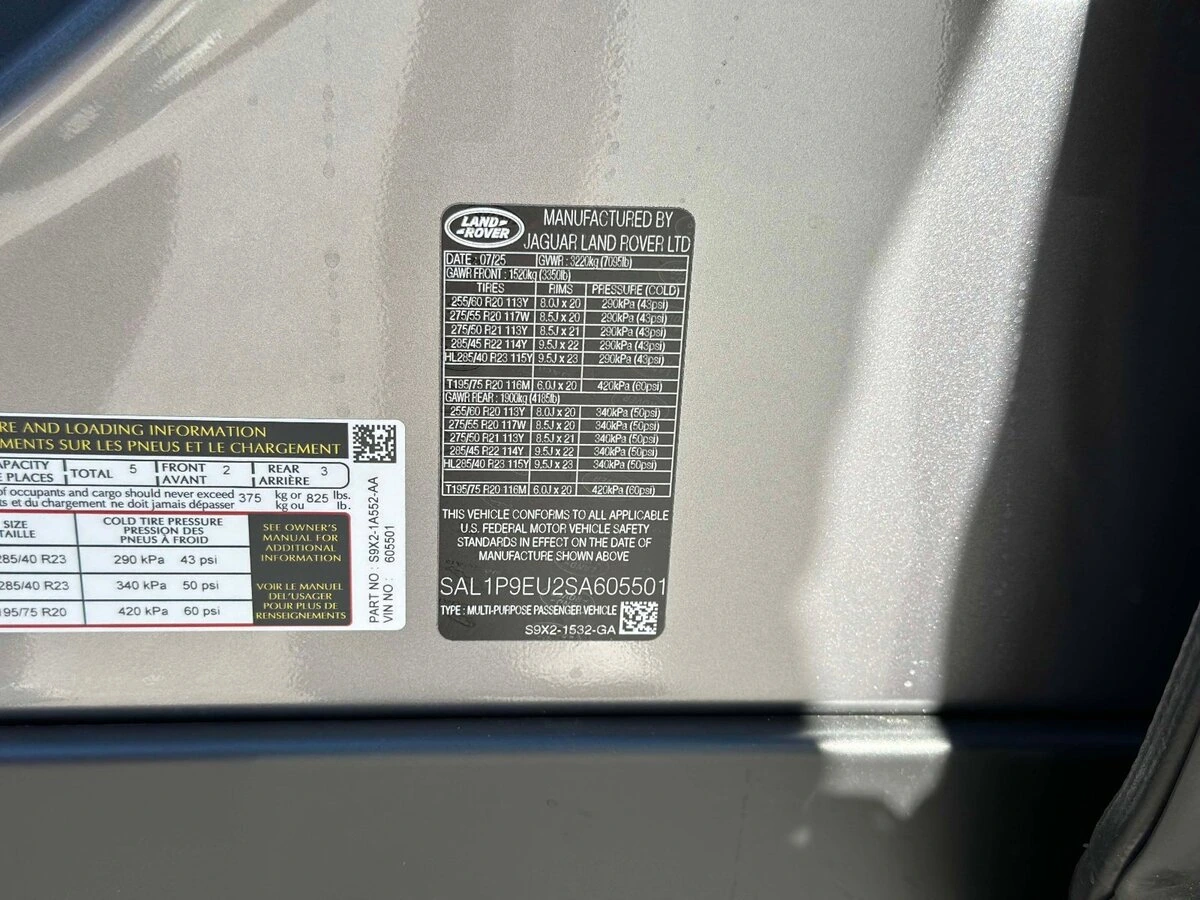 LAND-
-ROVER
MANUFACTURED BY
JAGUAR LAND ROVER LTD
DATE : 07/25 GVWR : 3220kg (7095lb)
GAWR FRONT : 1520kg (3350lb)
TIRES RIMS PRESSURE (COLD)
255/60 R20 113Y 8.0J x 20 290kPa (43psi)
275/55 R20 117W 8.5J x 20 290kPa (43psi)
275/50 R21 113Y 8.5J x 21 290kPa (43psi)
285/45 R22 114Y 9.5J x 22 290kPa (43psi)
HL285/40 R23 115Y 9.5J x 23 290kPa (43psi)
T195/75 R20 116M 6.0J x 20 420kPa (60psi)
GAWR REAR : 1900kg (4185lb)
255/60 R20 113Y 8.0J x 20 340kPa (50psi)
275/55 R20 117W 8.5J x 20 340kPa (50psi)
275/50 R21 113Y 8.5J x 21 340kPa (50psi)
285/45 R22 114Y 9.5J x 22 340kPa (50psi)
HL285/40 R23 115Y 9.5J x 23 340kPa (50psi)
T195/75 R20 116M 6.0J x 20 420kPa (60psi)
THIS VEHICLE CONFORMS TO ALL APPLICABLE
U.S. FEDERAL MOTOR VEHICLE SAFETY
STANDARDS IN EFFECT ON THE DATE OF
MANUFACTURE SHOWN ABOVE
SAL1P9EU2SA605501
TYPE : MULTI-PURPOSE PASSENGER VEHICLE
S9X2-1532-GA
RE AND LOADING INFORMATION
MENTS SUR LES PNEUS ET LE CHARGEMENT
APACITY TOTAL 5 FRONT 2 REAR 3
E PLACES AVANT ARRIÈRE
of occupants and cargo should never exceed 375 kg or 825 lbs.
ts et du chargement ne doit jamais dépasser kg ou lb.
SIZE
TAILLE
COLD TIRE PRESSURE
PRESSION DES
PNEUS À FROID
285/40 R23 290 kPa 43 psi
285/40 R23 340 kPa 50 psi
195/75 R20 420 kPa 60 psi
SEE OWNER'S
MANUAL FOR
ADDITIONAL
INFORMATION
VOIR LE MANUEL
DEL'USAGER
POUR PLUS DE
RENSEIGNEMENTS
PART NO : S9X2-1A552-AA
VIN NO : 605501